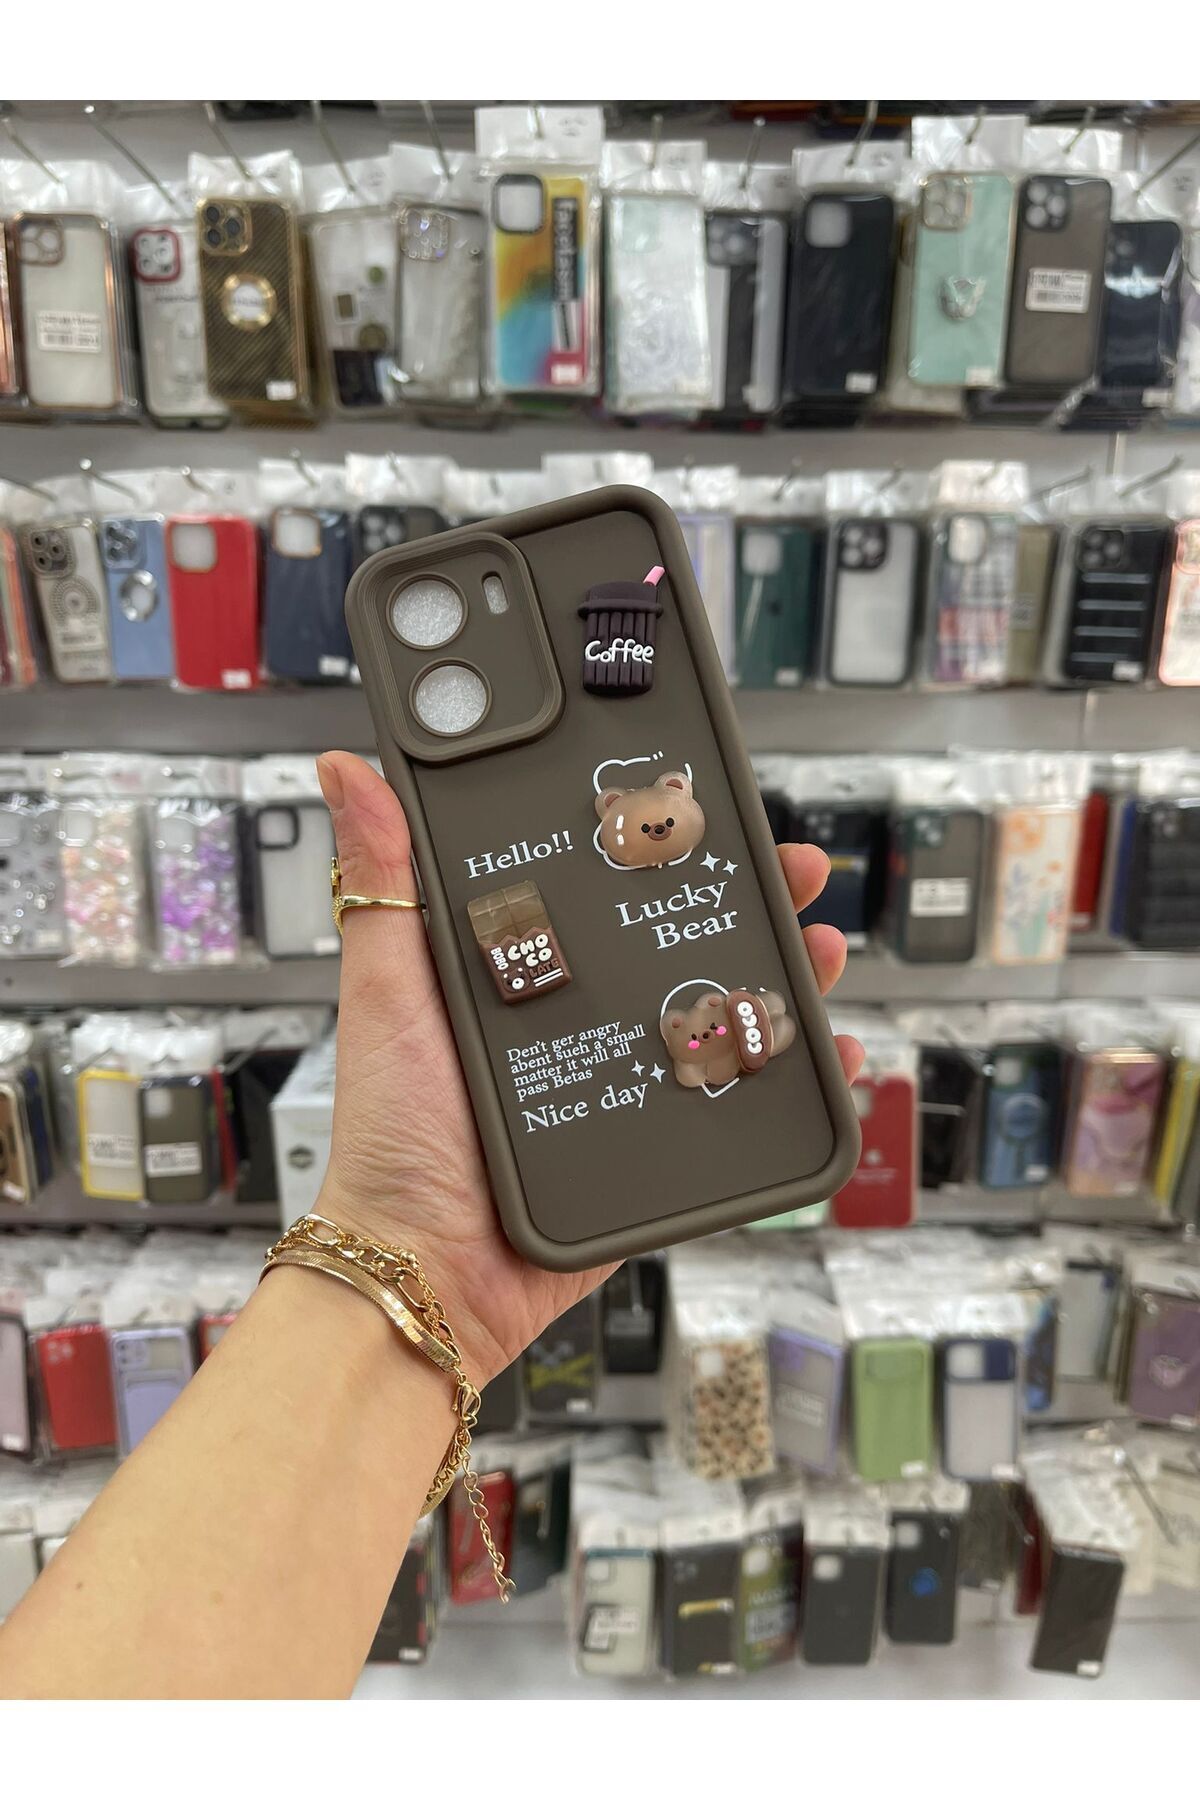 Coffee
Hello!!
Lucky
Bear
BOBO
CHO
CO
LATE
COCO
Den't ger angry
abent sueh a small
matter it will all
pass Betas
Nice day